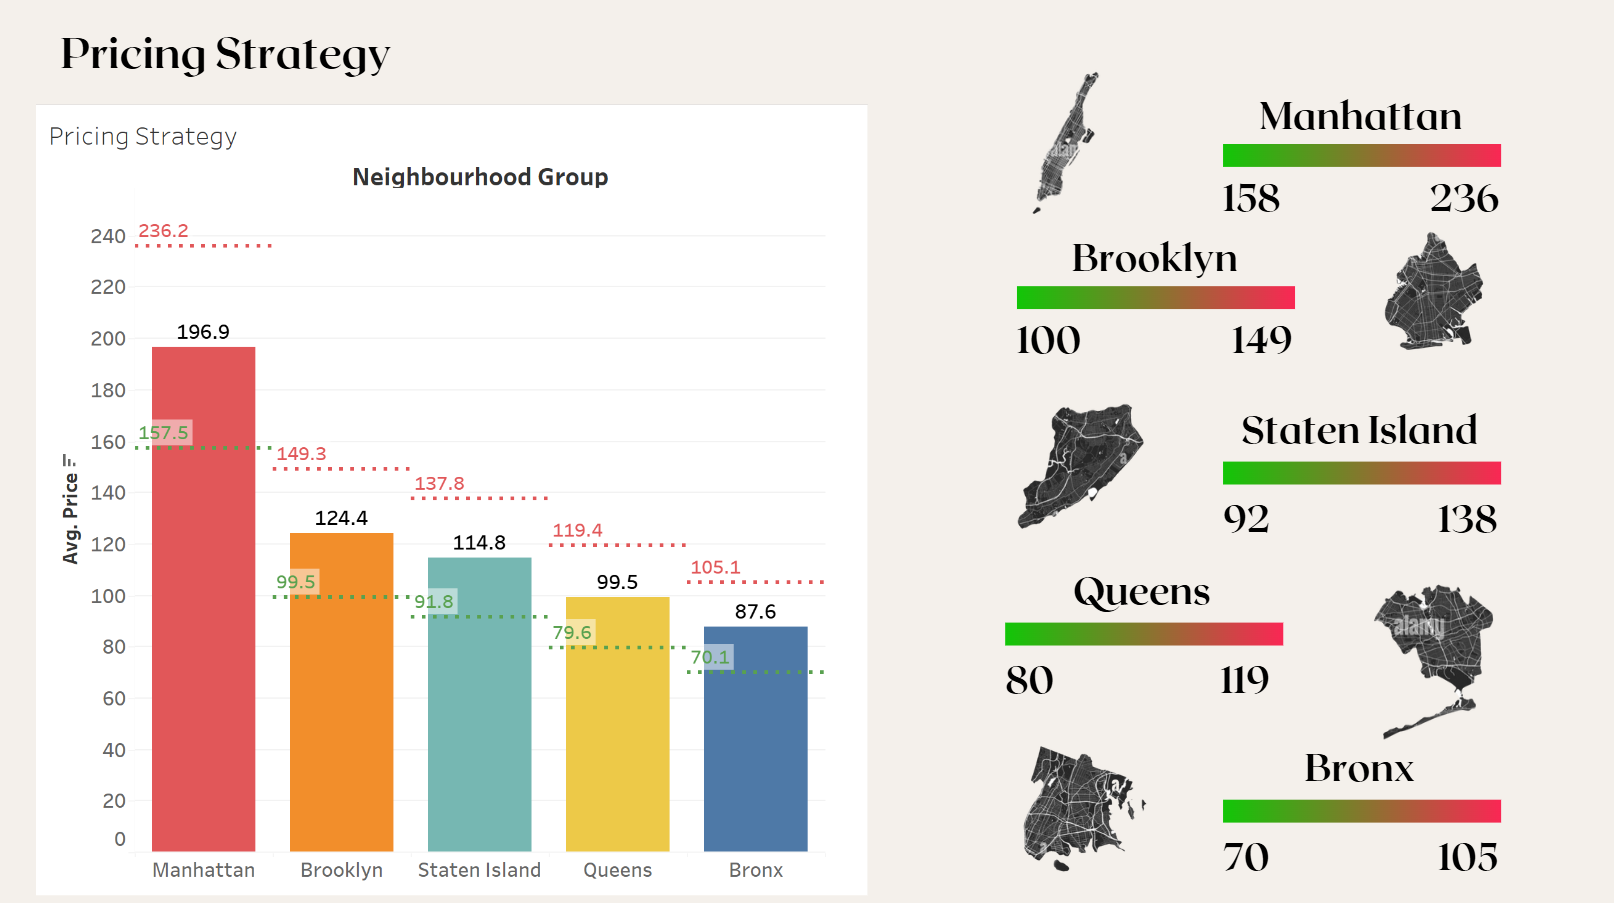 Pricing Strategy
Pricing Strategy
Neighbourhood Group
Avg. Price
240
220
200
180
160
140
120
100
80
60
40
20
0
236.2
196.9
157.5
149.3
124.4
99.5
137.8
114.8
91.8
119.4
99.5
79.6
105.1
87.6
70.1
Manhattan
Brooklyn
Staten Island
Queens
Bronx
Manhattan
158 236
alamy
Brooklyn
100 149
Staten Island
92 138
a
Queens
80 119
alamy
Bronx
70 105
a
a